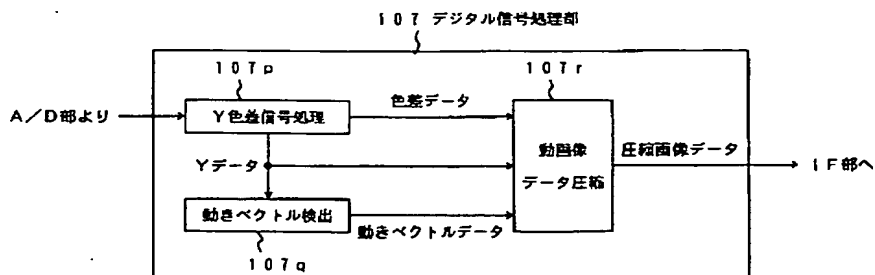 107 デジタル信号処理部
107p
107r
A/D部より
Y色差信号処理
色差データ
Yデータ
動画像
データ圧縮
圧縮画像データ
IF部へ
動きベクトル検出
動きベクトルデータ
107q